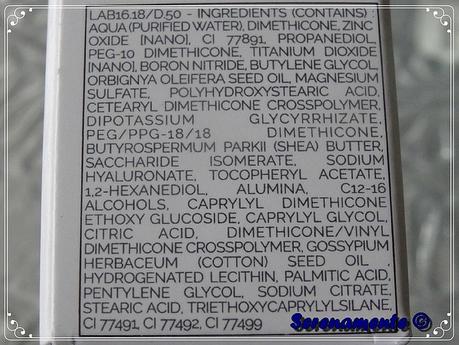 LAB16.18/D.50 - INGREDIENTS (CONTAINS) :
AQUA (PURIFIED WATER), DIMETHICONE, ZINC
OXIDE [NANO], CI 77891, PROPANEDIOL,
PEG-10 DIMETHICONE, TITANIUM DIOXIDE
[NANO], BORON NITRIDE, BUTYLENE GLYCOL,
ORBIGNYA OLEIFERA SEED OIL, MAGNESIUM
SULFATE, POLYHYDROXYSTEARIC ACID,
CETEARYL DIMETHICONE CROSSPOLYMER,
DIPOTASSIUM GLYCYRRHIZATE,
PEG/PPG-18/18 DIMETHICONE,
BUTYROSPERMUM PARKII (SHEA) BUTTER,
SACCHARIDE ISOMERATE, SODIUM
HYALURONATE, TOCOPHERYL ACETATE,
1,2-HEXANEDIOL, ALUMINA, C12-16
ALCOHOLS, CAPRYLYL DIMETHICONE
ETHOXY GLUCOSIDE, CAPRYLYL GLYCOL,
CITRIC ACID, DIMETHICONE/VINYL
DIMETHICONE CROSSPOLYMER, GOSSYPIUM
HERBACEUM (COTTON) SEED OIL
HYDROGENATED LECITHIN, PALMITIC ACID,
PENTYLENE GLYCOL, SODIUM CITRATE,
STEARIC ACID, TRIETHOXYCAPRYLYLSILANE,
CI 77491, CI 77492, CI 77499
Serenamente ©